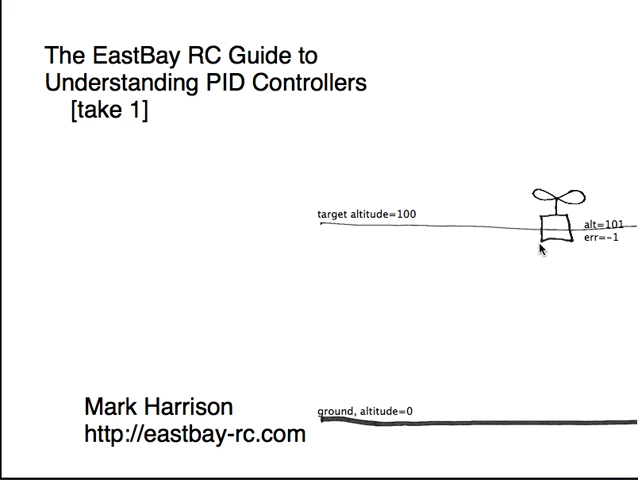 The EastBay RC Guide to
Understanding PID Controllers
[take 1]
target altitude=100
alt=101
err=-1
ground, altitude=0
Mark Harrison
http://eastbay-rc.com